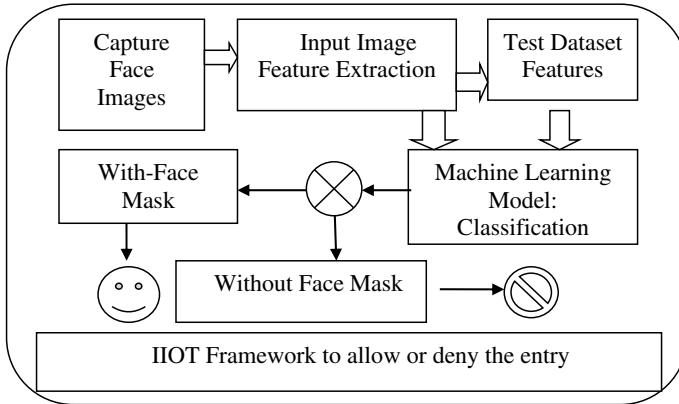 Capture
Face
Images
Input Image
Feature Extraction
Test Dataset
Features
With-Face
Mask
Machine Learning
Model:
Classification
Without Face Mask
IIOT Framework to allow or deny the entry